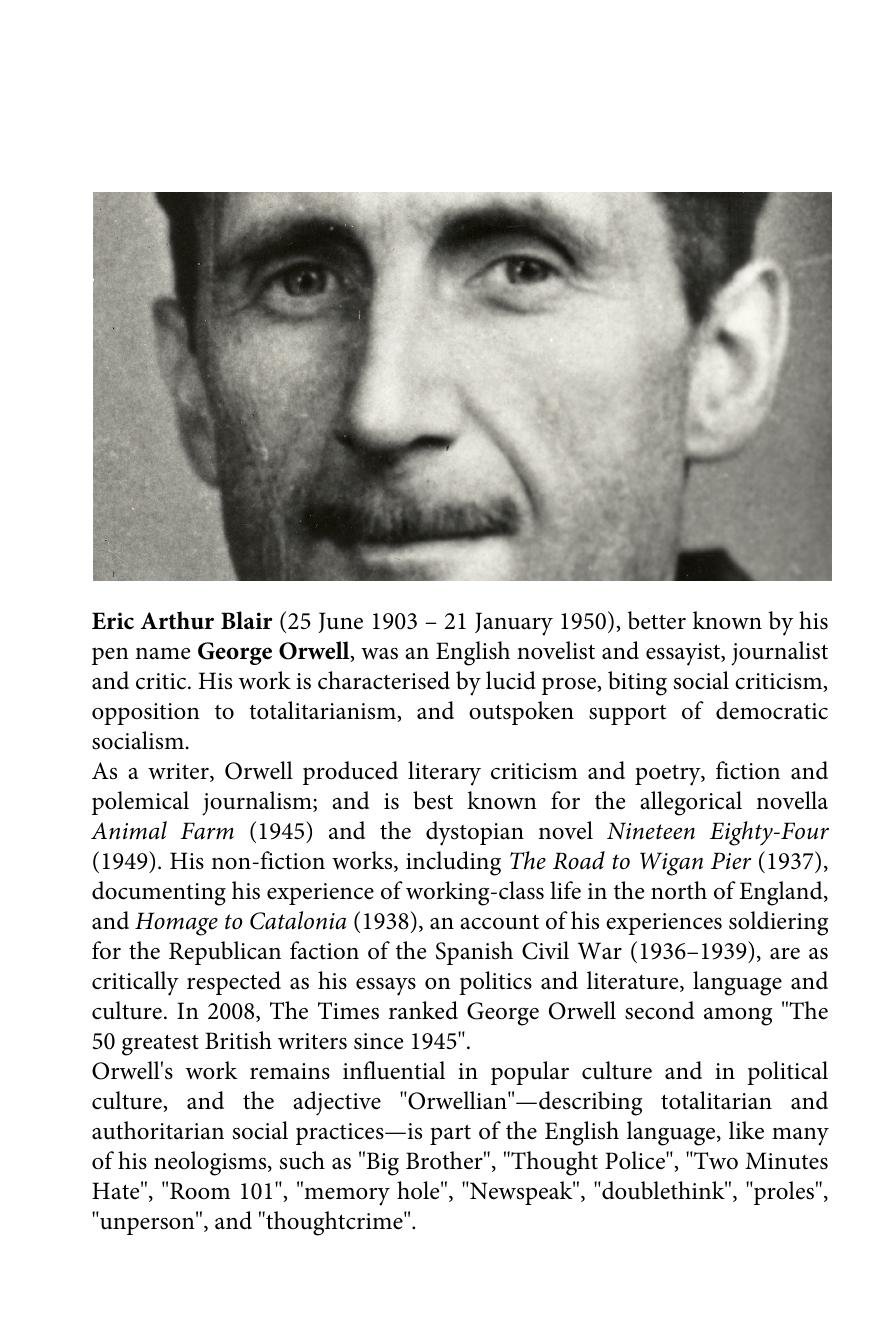 Eric Arthur Blair (25 June 1903 – 21 January 1950), better known by his
pen name George Orwell, was an English novelist and essayist, journalist
and critic. His work is characterised by lucid prose, biting social criticism,
opposition to totalitarianism, and outspoken support of democratic
socialism.
As a writer, Orwell produced literary criticism and poetry, fiction and
polemical journalism; and is best known for the allegorical novella
Animal Farm (1945) and the dystopian novel Nineteen Eighty-Four
(1949). His non-fiction works, including The Road to Wigan Pier (1937),
documenting his experience of working-class life in the north of England,
and Homage to Catalonia (1938), an account of his experiences soldiering
for the Republican faction of the Spanish Civil War (1936–1939), are as
critically respected as his essays on politics and literature, language and
culture. In 2008, The Times ranked George Orwell second among "The
50 greatest British writers since 1945".
Orwell's work remains influential in popular culture and in political
culture, and the adjective "Orwellian"—describing totalitarian and
authoritarian social practices—is part of the English language, like many
of his neologisms, such as "Big Brother", "Thought Police", "Two Minutes
Hate", "Room 101", "memory hole", "Newspeak", "doublethink", "proles",
"unperson", and "thoughtcrime".